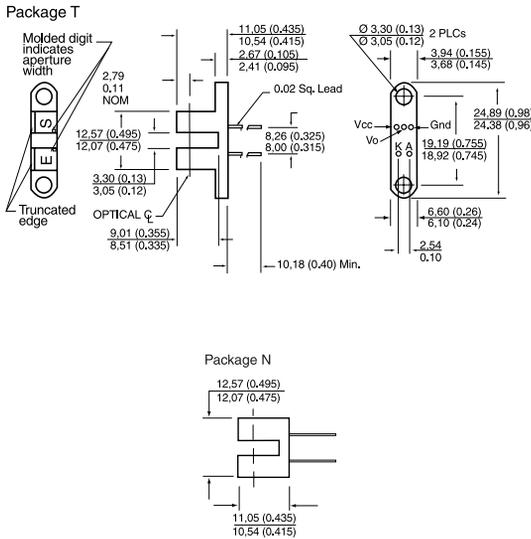 Package T
Molded digit
indicates
aperture
width
2,79
0.11
NOM
11,05 (0.435)
10,54 (0.415)
2,67 (0.105)
2,41 (0.095)
0.02 Sq. Lead
12,57 (0.495)
12,07 (0.475)
8,26 (0.325)
8,00 (0.315)
3,30 (0.13)
3,05 (0.12)
S
E
Truncated
edge
OPTICAL CL
9,01 (0.355)
8,51 (0.335)
10,18 (0.40) Min.
Ø 3,30 (0.13)
Ø 3,05 (0.12)
2 PLCs
3,94 (0.155)
3,68 (0.145)
Vcc
Gnd
Vo
K A
24,89 (0.98)
24.38 (0,96)
19,19 (0.755)
18,92 (0.745)
6,60 (0.26)
6,10 (0.24)
2,54
0.10
Package N
12,57 (0.495)
12,07 (0.475)
11,05 (0.435)
10,54 (0.415)